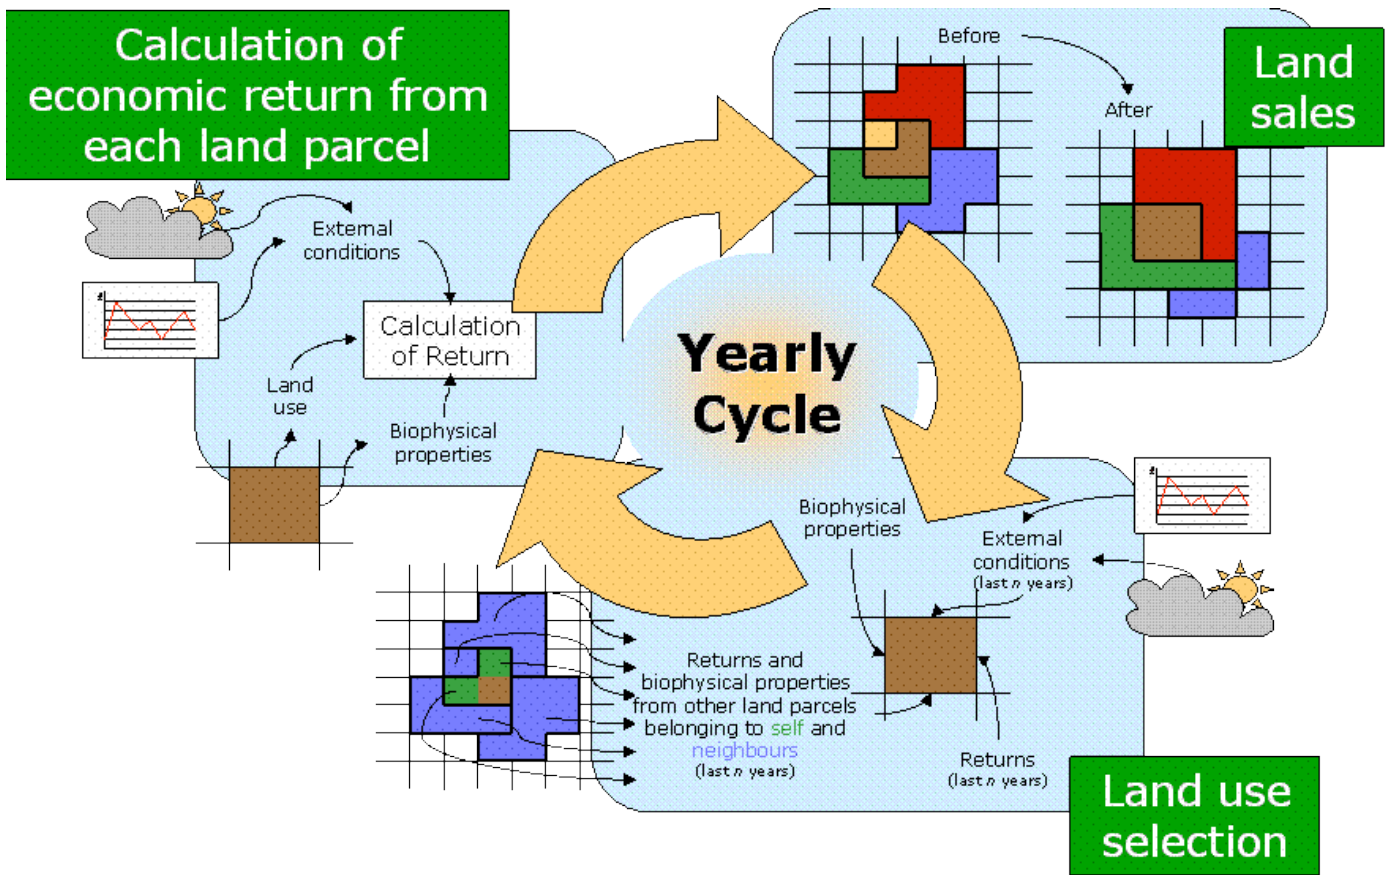 Calculation of
economic return from
each land parcel
External
conditions
Calculation
of Return
Land
use
Biophysical
properties
Before
After
Land
sales
Yearly
Cycle
Biophysical
properties
External
conditions
(last n years)
Returns and
biophysical properties
from other land parcels
belonging to self and
neighbours
(last n years)
Returns
(last n years)
Land use
selection